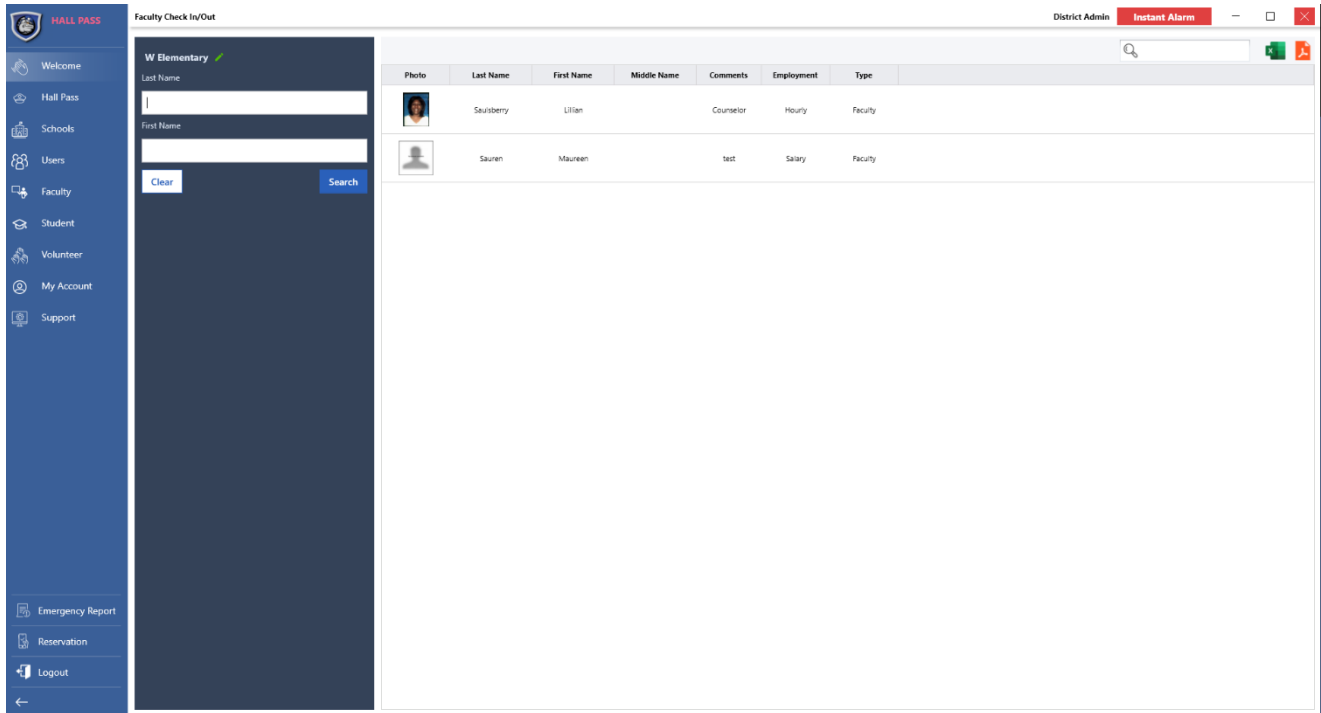 HALL PASS
Welcome
Hall Pass
Schools
Users
Faculty
Student
Volunteer
My Account
Support
Emergency Report
Reservation
Logout
Faculty Check In/Out
District Admin
Instant Alarm
W Elementary
Last Name
First Name
Clear
Search
Photo Last Name First Name Middle Name Comments Employment Type
Saulsberry Lillian Counselor Hourly Faculty
Sauren Maureen test Salary Faculty